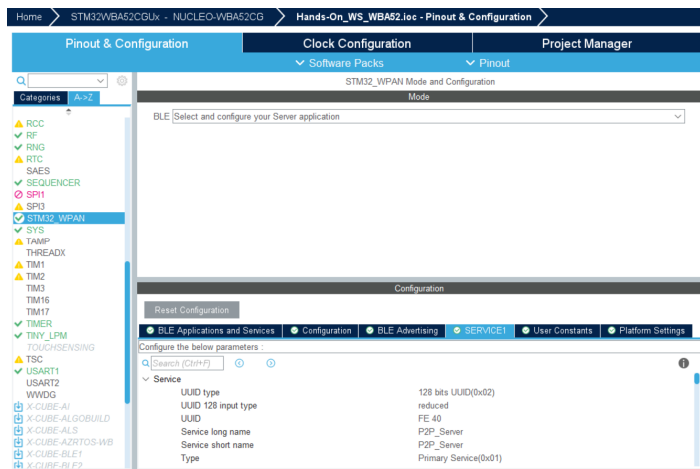 Home STM32WBA52CGUx - NUCLEO-WBA52CG Hands-On_WS_WBA52.ioc - Pinout & Configuration
Pinout & Configuration Clock Configuration Project Manager
Software Packs Pinout
STM32_WPAN Mode and Configuration
Categories A->Z
Mode
BLE Select and configure your Server application
RCC
RF
RNG
RTC
SAES
SEQUENCER
SPI1
SPI3
STM32_WPAN
SYS
TAMP
THREADX
TIM1
TIM2
TIM3
TIM16
TIM17
TIMER
TINY_LPM
TOUCHSENSING
TSC
USART1
USART2
WWDG
X-CUBE-AI
X-CUBE-ALGOBUILD
X-CUBE-ALS
X-CUBE-AZRTOS-WB
X-CUBE-BLE1
X-CUBE-BLE2
Configuration
Reset Configuration
BLE Applications and Services Configuration BLE Advertising SERVICE1 User Constants Platform Settings
Configure the below parameters :
Search (Ctrl+F)
Service
UUID type 128 bits UUID(0x02)
UUID 128 input type reduced
UUID FE 40
Service long name P2P_Server
Service short name P2P_Server
Type Primary Service(0x01)